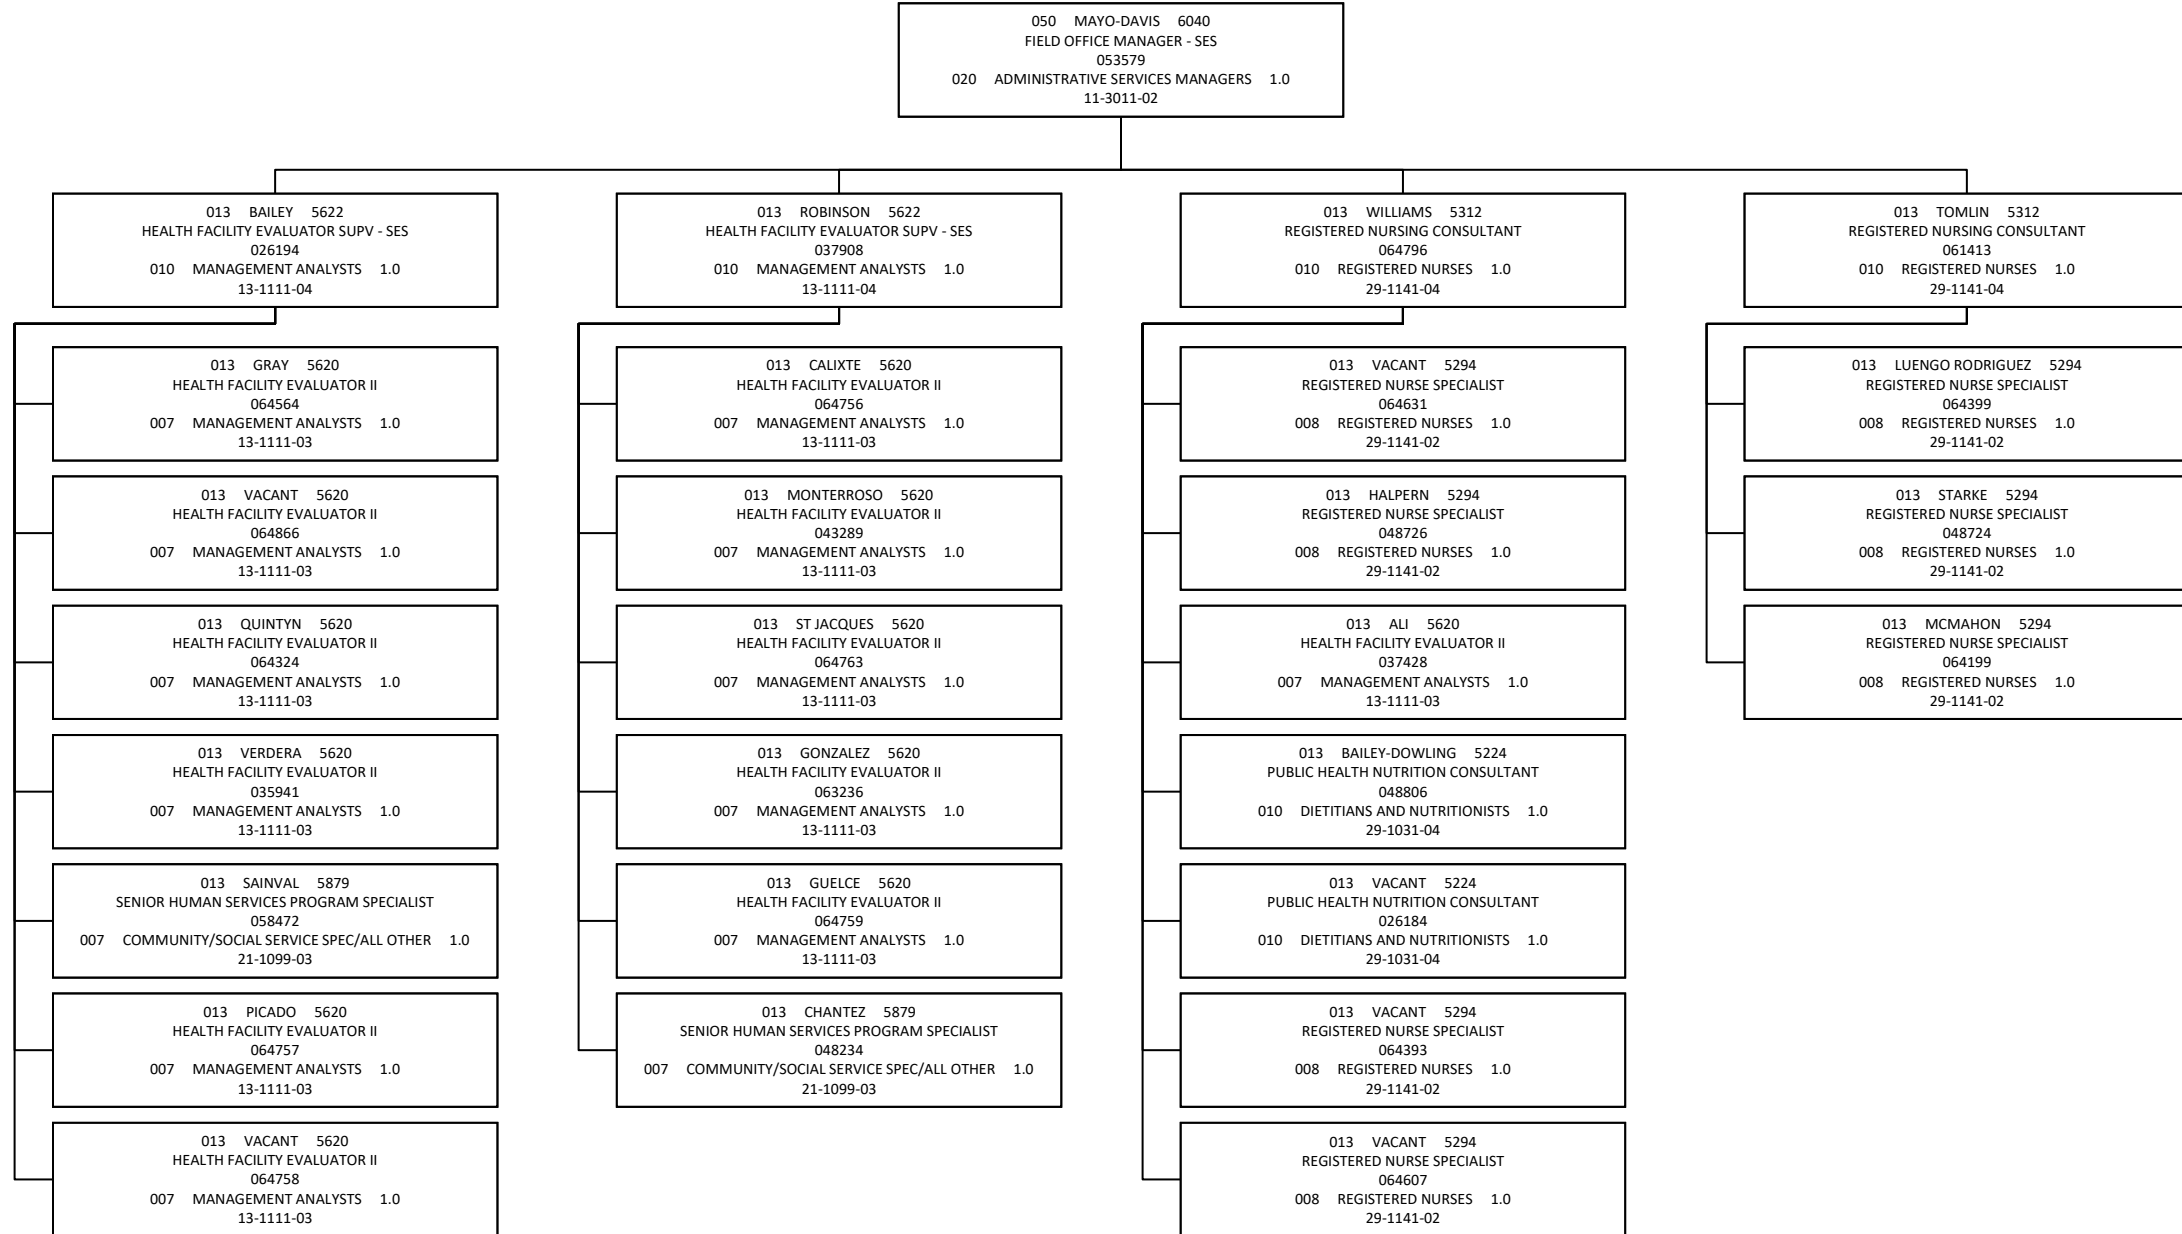 050 MAYO-DAVIS 6040
FIELD OFFICE MANAGER - SES
053579
020 ADMINISTRATIVE SERVICES MANAGERS 1.0
11-3011-02
013 BAILEY 5622
HEALTH FACILITY EVALUATOR SUPV - SES
026194
010 MANAGEMENT ANALYSTS 1.0
13-1111-04
013 GRAY 5620
HEALTH FACILITY EVALUATOR II
064564
007 MANAGEMENT ANALYSTS 1.0
13-1111-03
013 VACANT 5620
HEALTH FACILITY EVALUATOR II
064866
007 MANAGEMENT ANALYSTS 1.0
13-1111-03
013 QUINTYN 5620
HEALTH FACILITY EVALUATOR II
064324
007 MANAGEMENT ANALYSTS 1.0
13-1111-03
013 VERDERA 5620
HEALTH FACILITY EVALUATOR II
035941
007 MANAGEMENT ANALYSTS 1.0
13-1111-03
013 SAINVAL 5879
SENIOR HUMAN SERVICES PROGRAM SPECIALIST
058472
007 COMMUNITY/SOCIAL SERVICE SPEC/ALL OTHER 1.0
21-1099-03
013 PICADO 5620
HEALTH FACILITY EVALUATOR II
064757
007 MANAGEMENT ANALYSTS 1.0
13-1111-03
013 VACANT 5620
HEALTH FACILITY EVALUATOR II
064758
007 MANAGEMENT ANALYSTS 1.0
13-1111-03
013 ROBINSON 5622
HEALTH FACILITY EVALUATOR SUPV - SES
037908
010 MANAGEMENT ANALYSTS 1.0
13-1111-04
013 CALIXTE 5620
HEALTH FACILITY EVALUATOR II
064756
007 MANAGEMENT ANALYSTS 1.0
13-1111-03
013 MONTERROSO 5620
HEALTH FACILITY EVALUATOR II
043289
007 MANAGEMENT ANALYSTS 1.0
13-1111-03
013 ST JACQUES 5620
HEALTH FACILITY EVALUATOR II
064763
007 MANAGEMENT ANALYSTS 1.0
13-1111-03
013 GONZALEZ 5620
HEALTH FACILITY EVALUATOR II
063236
007 MANAGEMENT ANALYSTS 1.0
13-1111-03
013 GUELCE 5620
HEALTH FACILITY EVALUATOR II
064759
007 MANAGEMENT ANALYSTS 1.0
13-1111-03
013 CHANTEZ 5879
SENIOR HUMAN SERVICES PROGRAM SPECIALIST
048234
007 COMMUNITY/SOCIAL SERVICE SPEC/ALL OTHER 1.0
21-1099-03
013 WILLIAMS 5312
REGISTERED NURSING CONSULTANT
064796
010 REGISTERED NURSES 1.0
29-1141-04
013 VACANT 5294
REGISTERED NURSE SPECIALIST
064631
008 REGISTERED NURSES 1.0
29-1141-02
013 HALPERN 5294
REGISTERED NURSE SPECIALIST
048726
008 REGISTERED NURSES 1.0
29-1141-02
013 ALI 5620
HEALTH FACILITY EVALUATOR II
037428
007 MANAGEMENT ANALYSTS 1.0
13-1111-03
013 BAILEY-DOWLING 5224
PUBLIC HEALTH NUTRITION CONSULTANT
048806
010 DIETITIANS AND NUTRITIONISTS 1.0
29-1031-04
013 VACANT 5224
PUBLIC HEALTH NUTRITION CONSULTANT
026184
010 DIETITIANS AND NUTRITIONISTS 1.0
29-1031-04
013 VACANT 5294
REGISTERED NURSE SPECIALIST
064393
008 REGISTERED NURSES 1.0
29-1141-02
013 VACANT 5294
REGISTERED NURSE SPECIALIST
064607
008 REGISTERED NURSES 1.0
29-1141-02
013 TOMLIN 5312
REGISTERED NURSING CONSULTANT
061413
010 REGISTERED NURSES 1.0
29-1141-04
013 LUENGO RODRIGUEZ 5294
REGISTERED NURSE SPECIALIST
064399
008 REGISTERED NURSES 1.0
29-1141-02
013 STARKE 5294
REGISTERED NURSE SPECIALIST
048724
008 REGISTERED NURSES 1.0
29-1141-02
013 MCMAHON 5294
REGISTERED NURSE SPECIALIST
064199
008 REGISTERED NURSES 1.0
29-1141-02